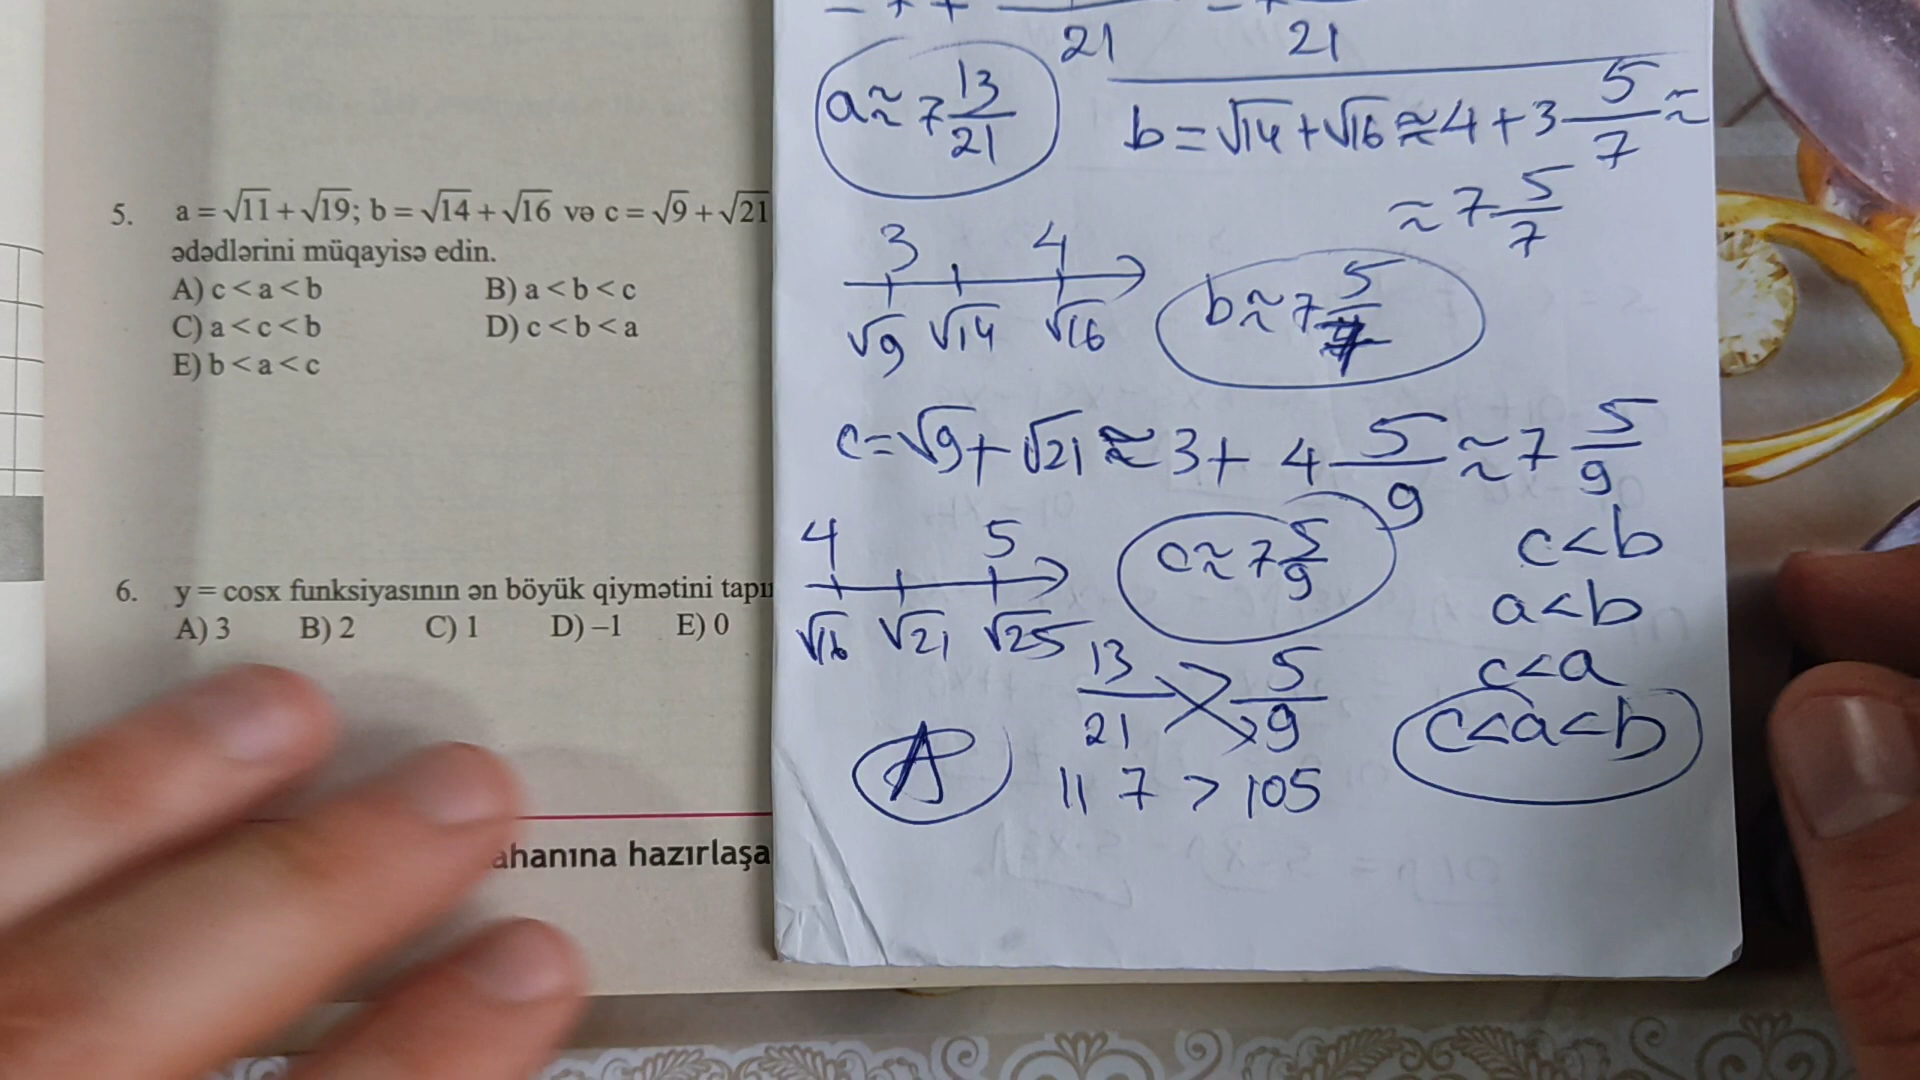 5. a = √11 + √19; b = √14 + √16 və c = √9 + √21
ədədlərini müqayisə edin.
A) c < a < b B) a < b < c
C) a < c < b D) c < b < a
E) b < a < c
6. y = cosx funksiyasının ən böyük qiymətini
A) 3 B) 2 C) 1 D) –1 E) 0
hazırlaşa
21 21
a ≈ 7 13/21
b = √14 + √16 ≈ 4 + 3 5/7 ≈
≈ 7 5/7
3 4
√9 √14 √16
b ≈ 7 5/7
c = √9 + √21 ≈ 3 + 4 5/9 ≈ 7 5/9
4 5
√16 √21 √25
c ≈ 7 5/9
c < b
a < b
c < a
c < a < b
13/21 > 5/9
117 > 105
A